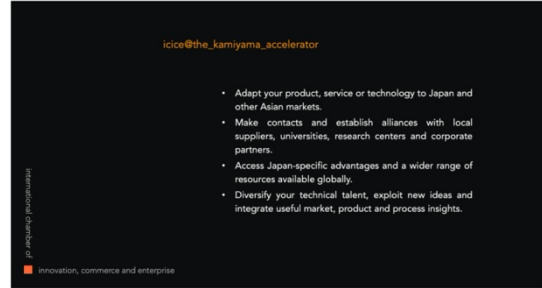 icice@the_kamiyama_accelerator
• Adapt your product, service or technology to Japan and
other Asian markets.
• Make contacts and establish alliances with local
suppliers, universities, research centers and corporate
partners.
• Access Japan-specific advantages and a wider range of
resources available globally.
• Diversify your technical talent, exploit new ideas and
integrate useful market, product and process insights.
international chamber of
innovation, commerce and enterprise